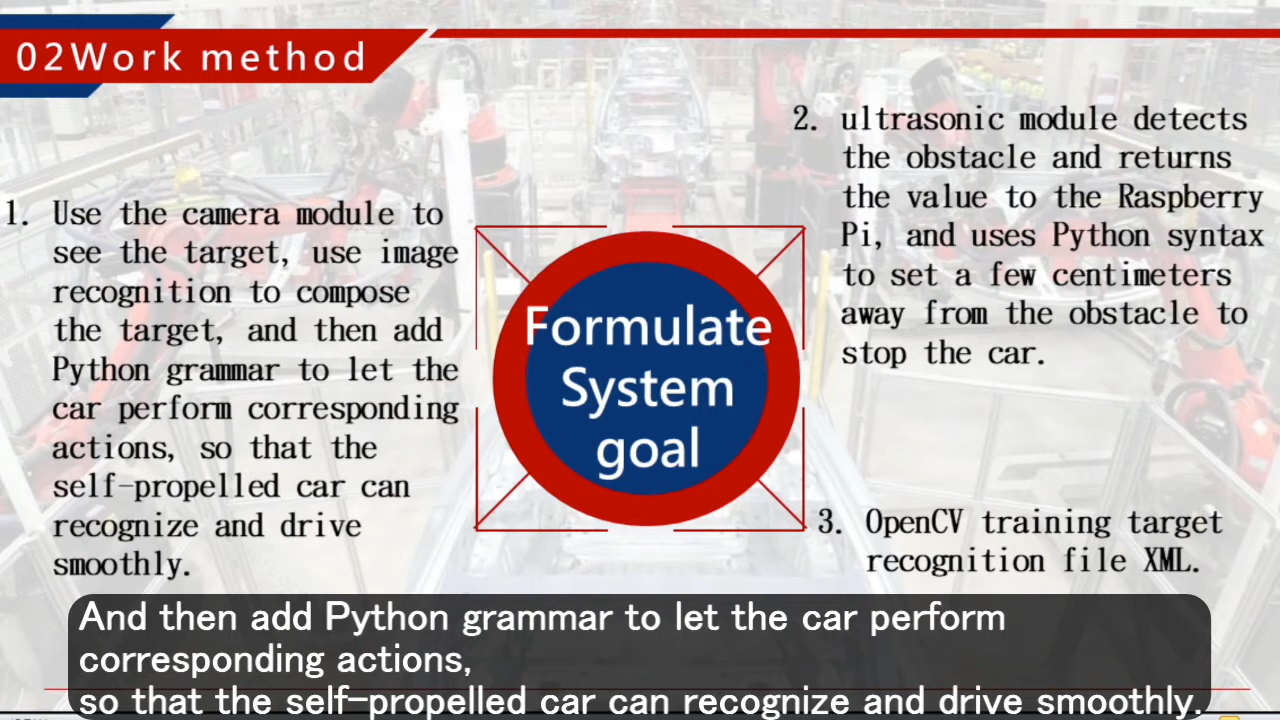 02Work method
1. Use the camera module to
see the target, use image
recognition to compose
the target, and then add
Python grammar to let the
car perform corresponding
actions, so that the
self-propelled car can
recognize and drive
smoothly.
Formulate
System
goal
2. ultrasonic module detects
the obstacle and returns
the value to the Raspberry
Pi, and uses Python syntax
to set a few centimeters
away from the obstacle to
stop the car.
3. OpenCV training target
recognition file XML.
And then add Python grammar to let the car perform
corresponding actions,
so that the self-propelled car can recognize and drive smoothly.